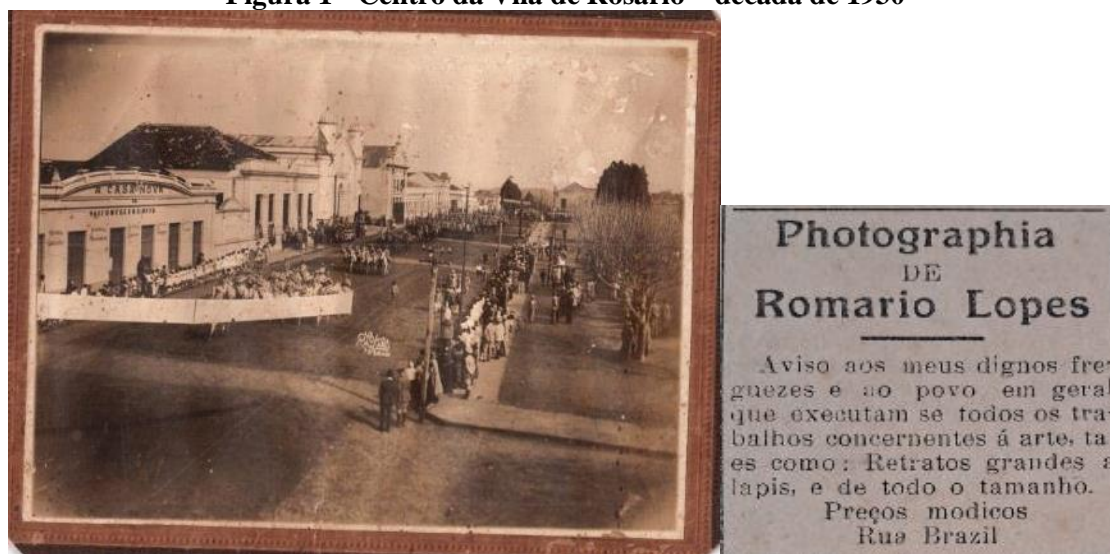 Figura 1 – Centro da Vila de Rosário – década de 1930
A CASA NOVA
Photographia
DE
Romario Lopes
Aviso aos meus dignos fre
guezes e ao povo em gera
que executam se todos os tra
balhos concernentes á arte, ta
es como: Retratos grandes a
lapis, e de todo o tamanho.
Preços modicos
Rua Brazil